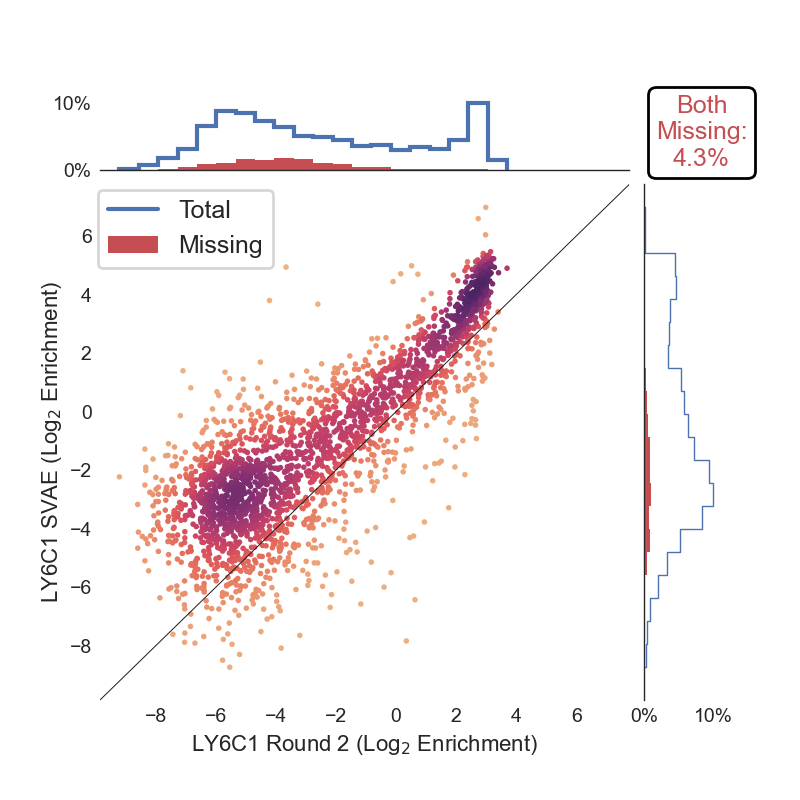 10%
0%
Both
Missing:
4.3%
Total
Missing
6
4
2
0
−2
−4
−6
−8
LY6C1 SVAE (Log₂ Enrichment)
−8 −6 −4 −2 0 2 4 6
0% 10%
LY6C1 Round 2 (Log₂ Enrichment)